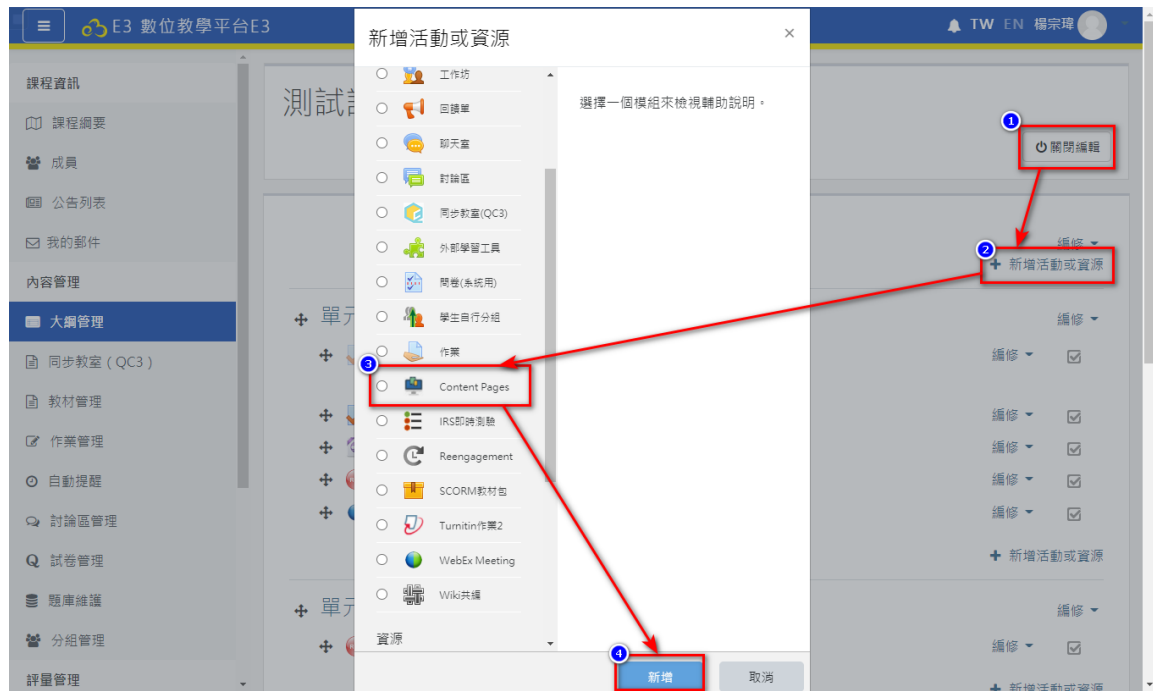 E3 數位教學平台E3
TW EN 楊宗瑋
課程資訊
課程綱要
成員
公告列表
我的郵件
內容管理
大綱管理
同步教室(QC3)
教材管理
作業管理
自動提醒
討論區管理
試卷管理
題庫維護
分組管理
評量管理
測試
新增活動或資源
×
工作坊
回饋單
聊天室
討論區
同步教室(QC3)
外部學習工具
問卷(系統用)
學生自行分組
作業
Content Pages
IRS即時測驗
Reengagement
SCORM教材包
Turnitin作業2
WebEx Meeting
Wiki共編
資源
選擇一個模組來檢視輔助說明。
新增
取消
1
關閉編輯
編修
2
新增活動或資源
單元
編修
編修
3
編修
編修
編修
編修
新增活動或資源
單元
編修
編修
4
新增活動或資源